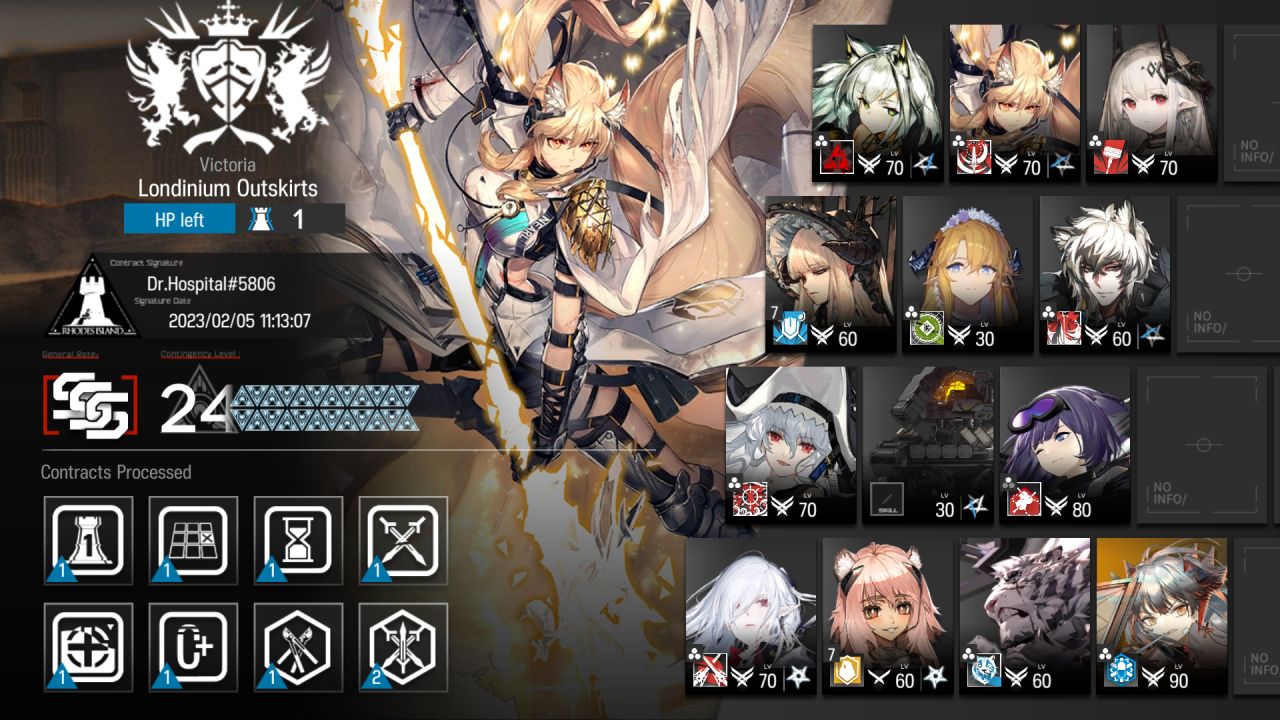 Victoria
Londinium Outskirts
HP left
1
Contract Signature
Dr.Hospital#5806
Signature Date
2023/02/05 11:13:07
RHODES ISLAND
General Rate:
Contingency Level:
24
Contracts Processed
1
1
1
1
1
1
1
1
2
LV
70
LV
70
LV
70
NO
INFO/
7
LV
60
LV
30
LV
60
NO
INFO/
LV
70
SKILL
LV
30
LV
80
NO
INFO/
LV
70
7
LV
60
LV
60
LV
90
NO
INFO